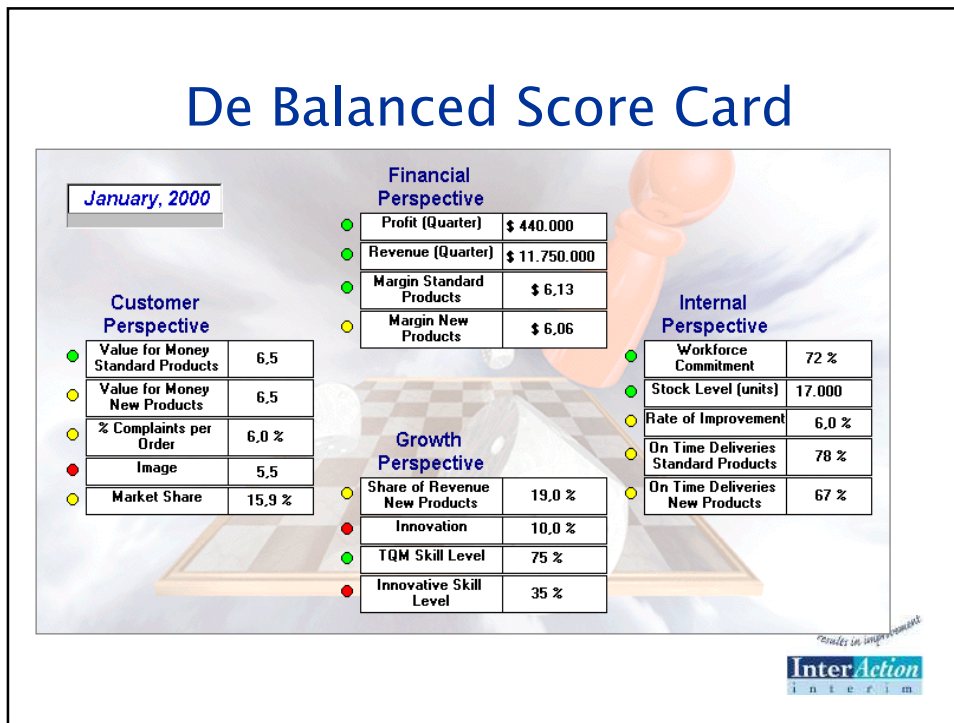 De Balanced Score Card
January, 2000
Financial
Perspective
Profit (Quarter) $ 440.000
Revenue (Quarter) $ 11.750.000
Margin Standard
Products $ 6,13
Margin New
Products $ 6,06
Customer
Perspective
Value for Money
Standard Products 6,5
Value for Money
New Products 6,5
% Complaints per
Order 6,0 %
Image 5,5
Market Share 15,9 %
Growth
Perspective
Share of Revenue
New Products 19,0 %
Innovation 10,0 %
TQM Skill Level 75 %
Innovative Skill
Level 35 %
Internal
Perspective
Workforce
Commitment 72 %
Stock Level (units) 17.000
Rate of Improvement 6,0 %
On Time Deliveries
Standard Products 78 %
On Time Deliveries
New Products 67 %
results in improvement
InterAction
interim